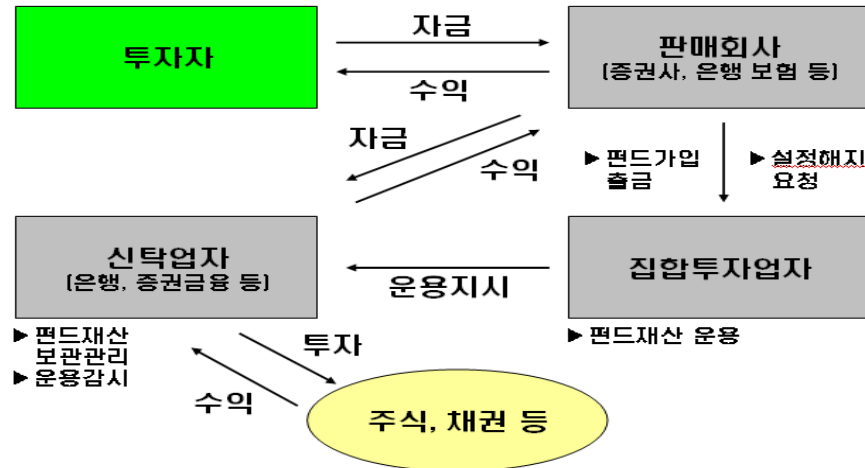 투자자
자금
수익
판매회사
(증권사, 은행 보험 등)
자금
수익
▶ 펀드가입
출금
▶ 설정해지
요청
신탁업자
(은행, 증권금융 등)
운용지시
집합투자업자
▶ 펀드재산
보관관리
▶ 운용감시
투자
수익
▶ 펀드재산 운용
주식, 채권 등